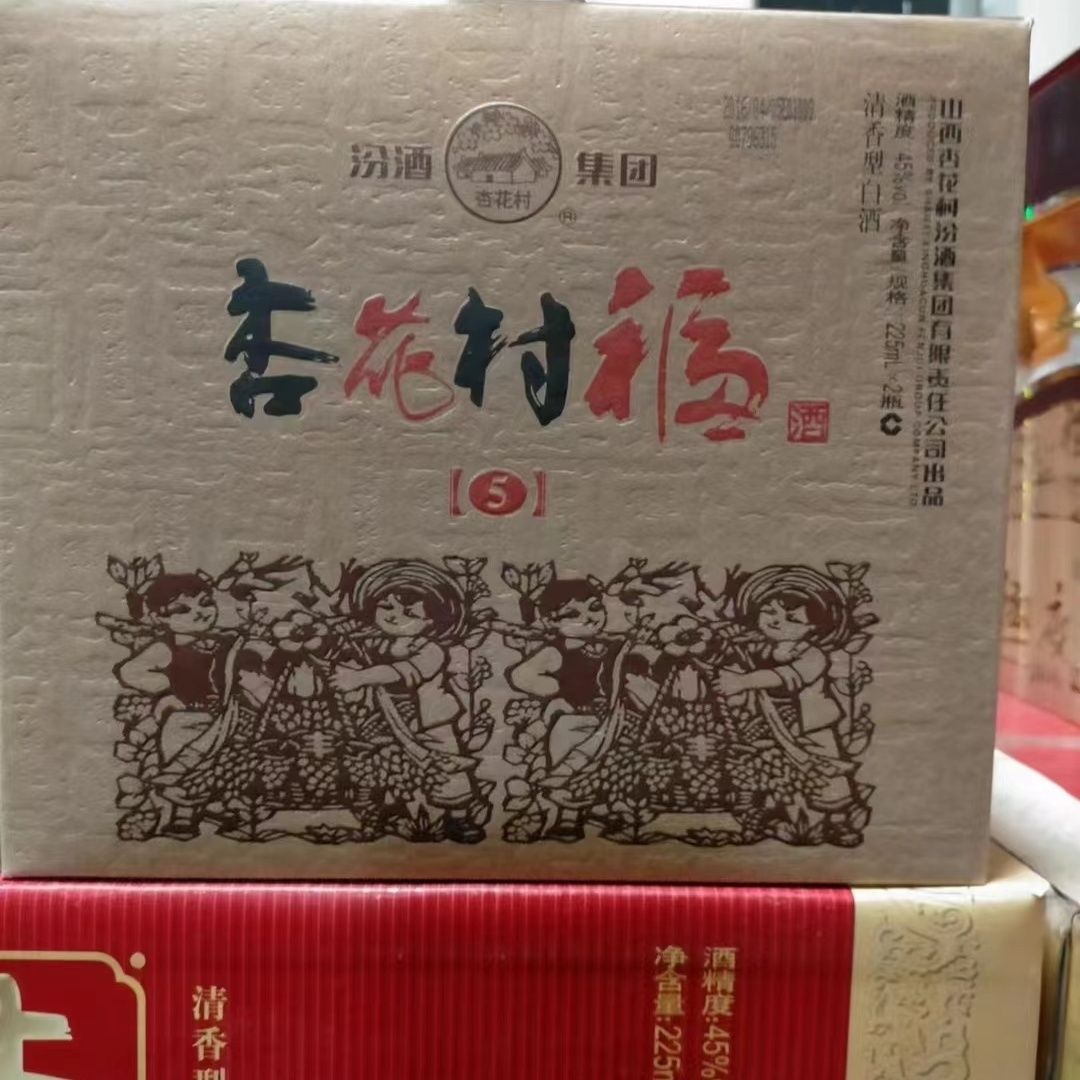 汾酒 杏花村 集团
®
杏花村福
酒
【5】
山西杏花村汾酒集团有限责任公司出品
酒精度 45%vol 净含量/规格：225mL×2瓶
清香型白酒
清香型
酒精度:45%
净含量:225m